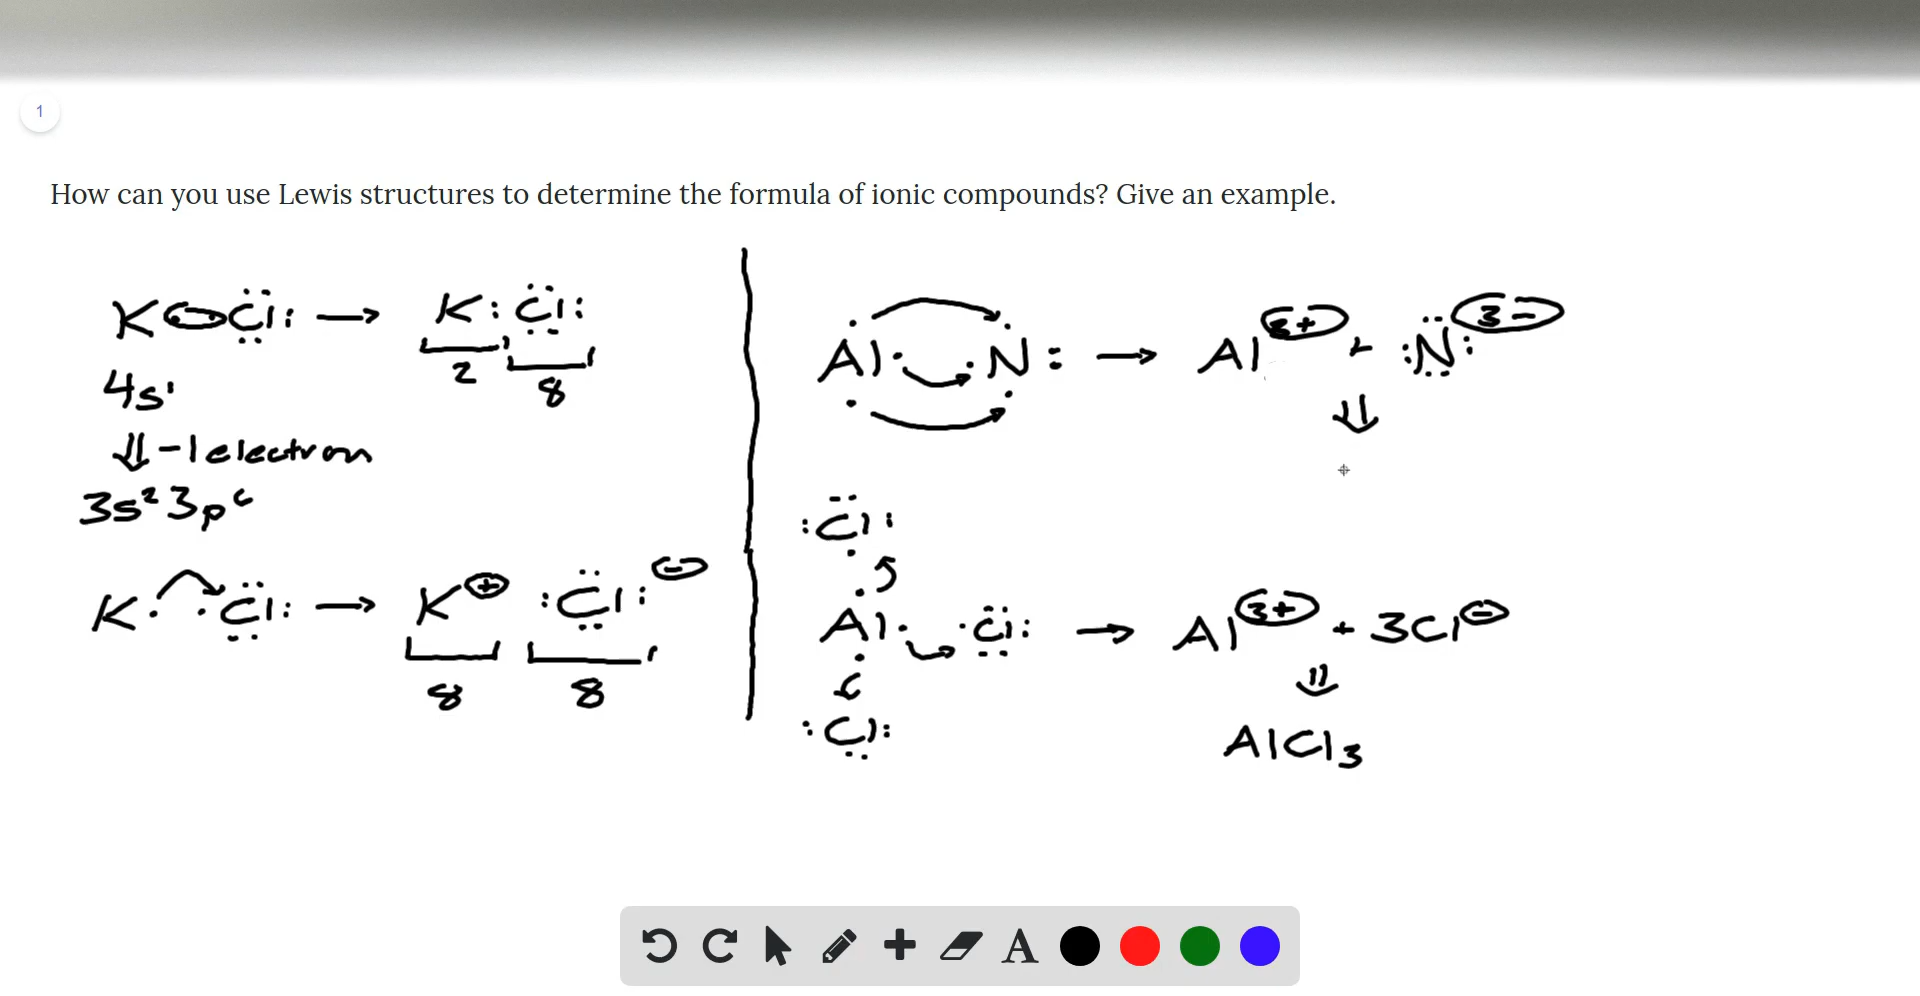 1
How can you use Lewis structures to determine the formula of ionic compounds? Give an example.
K Cl: → K:Cl:
2 8
4s¹
⇓ -1 electron
3s² 3p⁶
K· ·Cl: → K⁺ :Cl:⁻
8 8
Al· ·N: → Al³⁺ + :N:³⁻
⇓
:Cl:
Al· ·Cl: → Al³⁺ + 3Cl⁻
⇓
:Cl:
AlCl₃
A